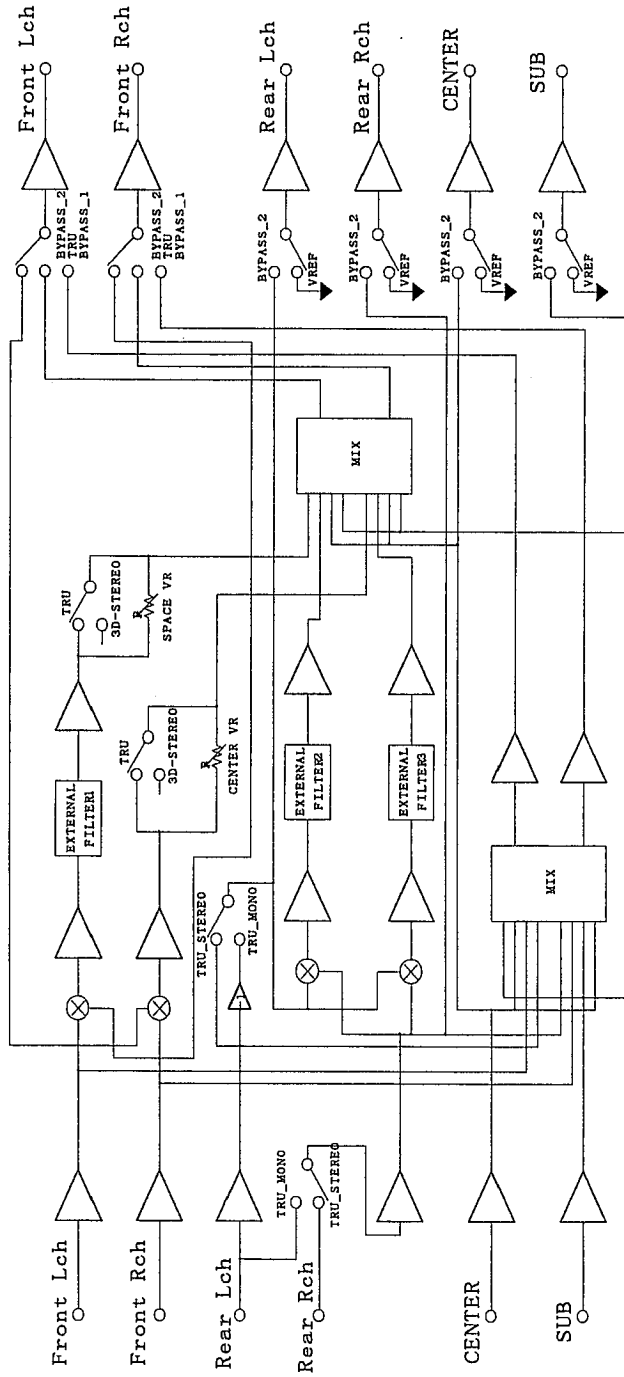 Front Lch
Front Rch
Rear Lch
Rear Rch
CENTER
SUB
TRU_MONO
TRU_STEREO
EXTERNAL
FILTER1
TRU
3D-STEREO
R
SPACE VR
TRU
3D-STEREO
R
CENTER VR
TRU_STEREO
TRU_MONO
-1
EXTERNAL
FILTER2
EXTERNAL
FILTER3
MIX
MIX
BYPASS_2
TRU
BYPASS_1
BYPASS_2
TRU
BYPASS_1
BYPASS_2
VREF
BYPASS_2
VREF
BYPASS_2
VREF
BYPASS_2
VREF
Front Lch
Front Rch
Rear Lch
Rear Rch
CENTER
SUB